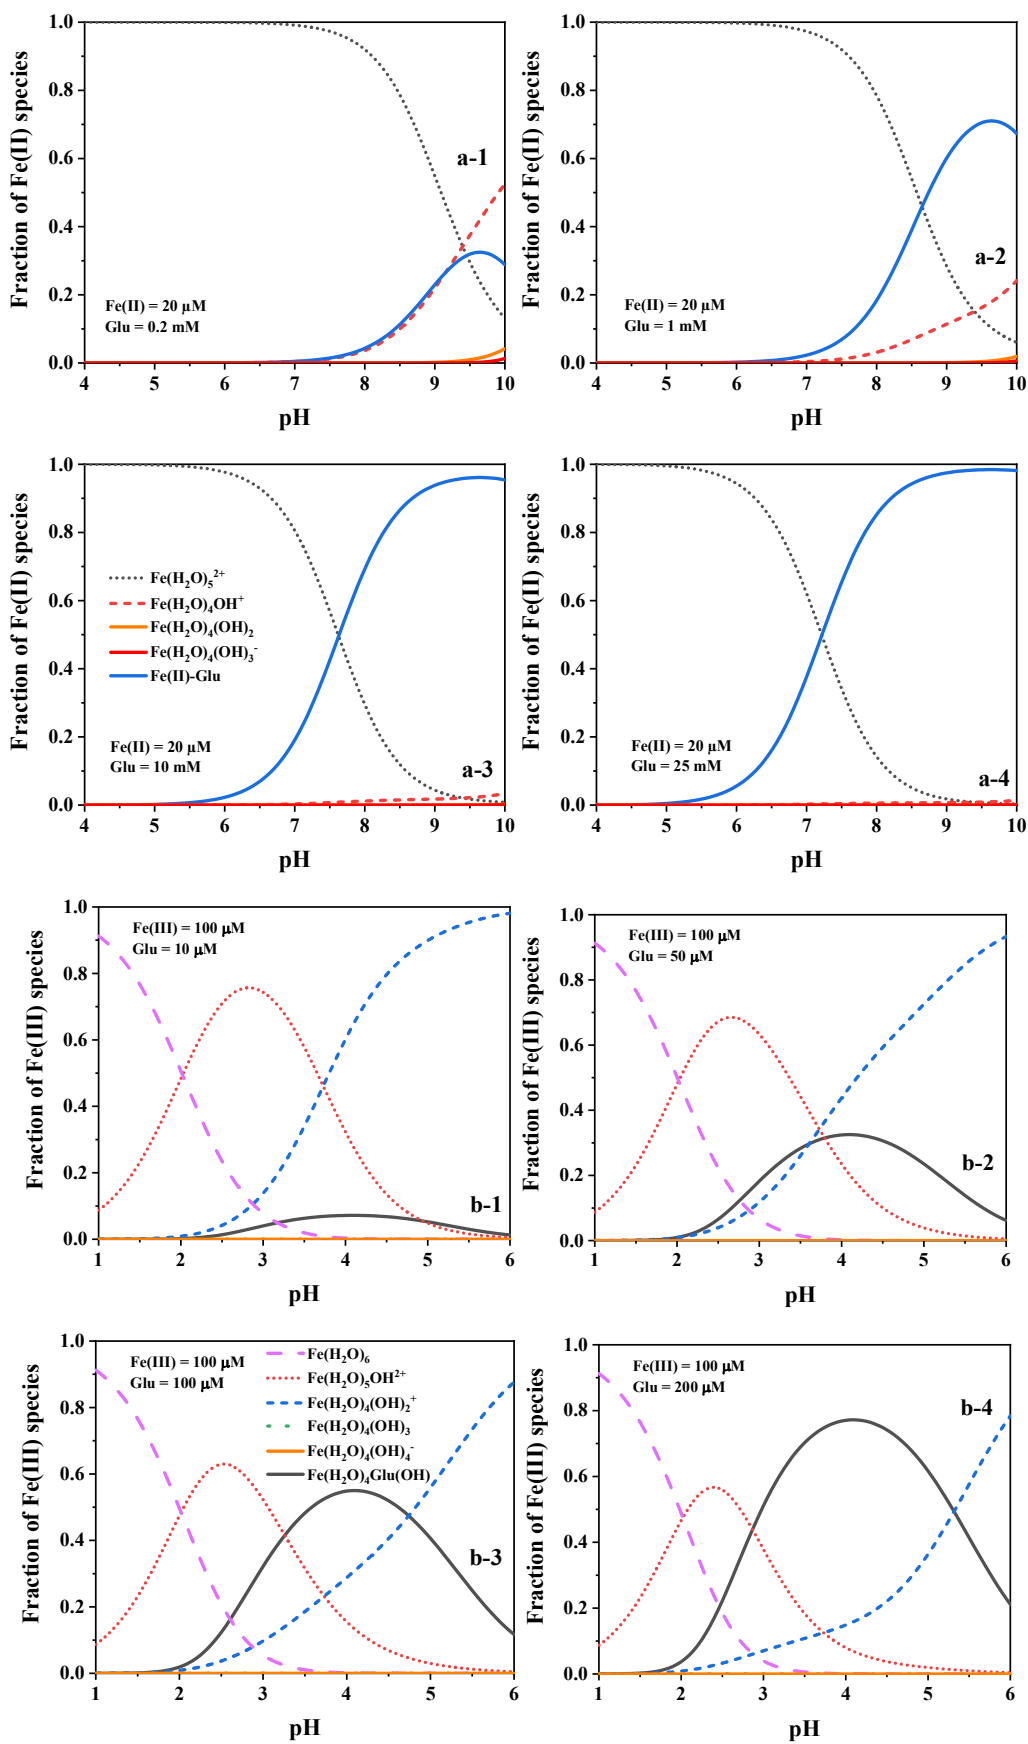 Fraction of Fe(II) species
1.0
0.8
0.6
0.4
0.2
0.0
a-1
Fe(II) = 20 µM
Glu = 0.2 mM
4 5 6 7 8 9 10
pH
Fraction of Fe(II) species
1.0
0.8
0.6
0.4
0.2
0.0
a-2
Fe(II) = 20 µM
Glu = 1 mM
4 5 6 7 8 9 10
pH
Fraction of Fe(II) species
1.0
0.8
0.6
0.4
0.2
0.0
Fe(H₂O)₅²⁺
Fe(H₂O)₄OH⁺
Fe(H₂O)₄(OH)₂
Fe(H₂O)₄(OH)₃⁻
Fe(II)-Glu
Fe(II) = 20 µM
Glu = 10 mM
a-3
4 5 6 7 8 9 10
pH
Fraction of Fe(II) species
1.0
0.8
0.6
0.4
0.2
0.0
Fe(II) = 20 µM
Glu = 25 mM
a-4
4 5 6 7 8 9 10
pH
Fraction of Fe(III) species
1.0
0.8
0.6
0.4
0.2
0.0
Fe(III) = 100 µM
Glu = 10 µM
b-1
1 2 3 4 5 6
pH
Fraction of Fe(III) species
1.0
0.8
0.6
0.4
0.2
0.0
Fe(III) = 100 µM
Glu = 50 µM
b-2
1 2 3 4 5 6
pH
Fraction of Fe(III) species
1.0
0.8
0.6
0.4
0.2
0.0
Fe(III) = 100 µM
Glu = 100 µM
Fe(H₂O)₆
Fe(H₂O)₅OH²⁺
Fe(H₂O)₄(OH)₂⁺
Fe(H₂O)₄(OH)₃
Fe(H₂O)₄(OH)₄⁻
Fe(H₂O)₄Glu(OH)
b-3
1 2 3 4 5 6
pH
Fraction of Fe(III) species
1.0
0.8
0.6
0.4
0.2
0.0
Fe(III) = 100 µM
Glu = 200 µM
b-4
1 2 3 4 5 6
pH